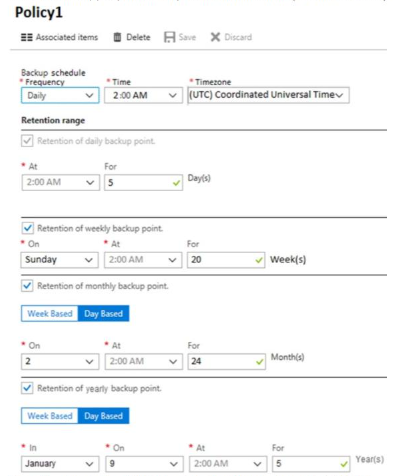 Policy1
Associated items Delete Save Discard
Backup schedule
* Frequency * Time * Timezone
Daily 2:00 AM (UTC) Coordinated Universal Time
Retention range
Retention of daily backup point.
* At For
2:00 AM 5 Day(s)
Retention of weekly backup point.
* On * At For
Sunday 2:00 AM 20 Week(s)
Retention of monthly backup point.
Week Based Day Based
* On * At For
2 2:00 AM 24 Month(s)
Retention of yearly backup point.
Week Based Day Based
* In * On * At For
January 9 2:00 AM 5 Year(s)